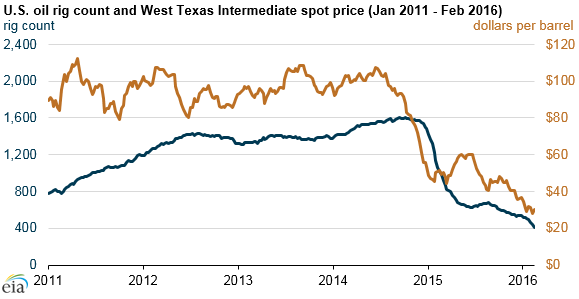 U.S. oil rig count and West Texas Intermediate spot price (Jan 2011 - Feb 2016)
rig count dollars per barrel
2,400 $120
2,000 $100
1,600 $80
1,200 $60
800 $40
400 $20
0 $0
2011 2012 2013 2014 2015 2016
eia